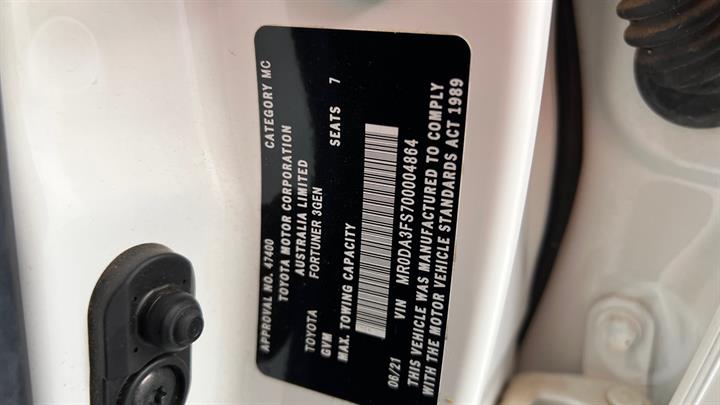 APPROVAL NO. 47400 CATEGORY MC
TOYOTA MOTOR CORPORATION
AUSTRALIA LIMITED
TOYOTA FORTUNER 3GEN
GVM SEATS 7
MAX. TOWING CAPACITY
06/21 VIN MR0DA3FS700004864
THIS VEHICLE WAS MANUFACTURED TO COMPLY
WITH THE MOTOR VEHICLE STANDARDS ACT 1989